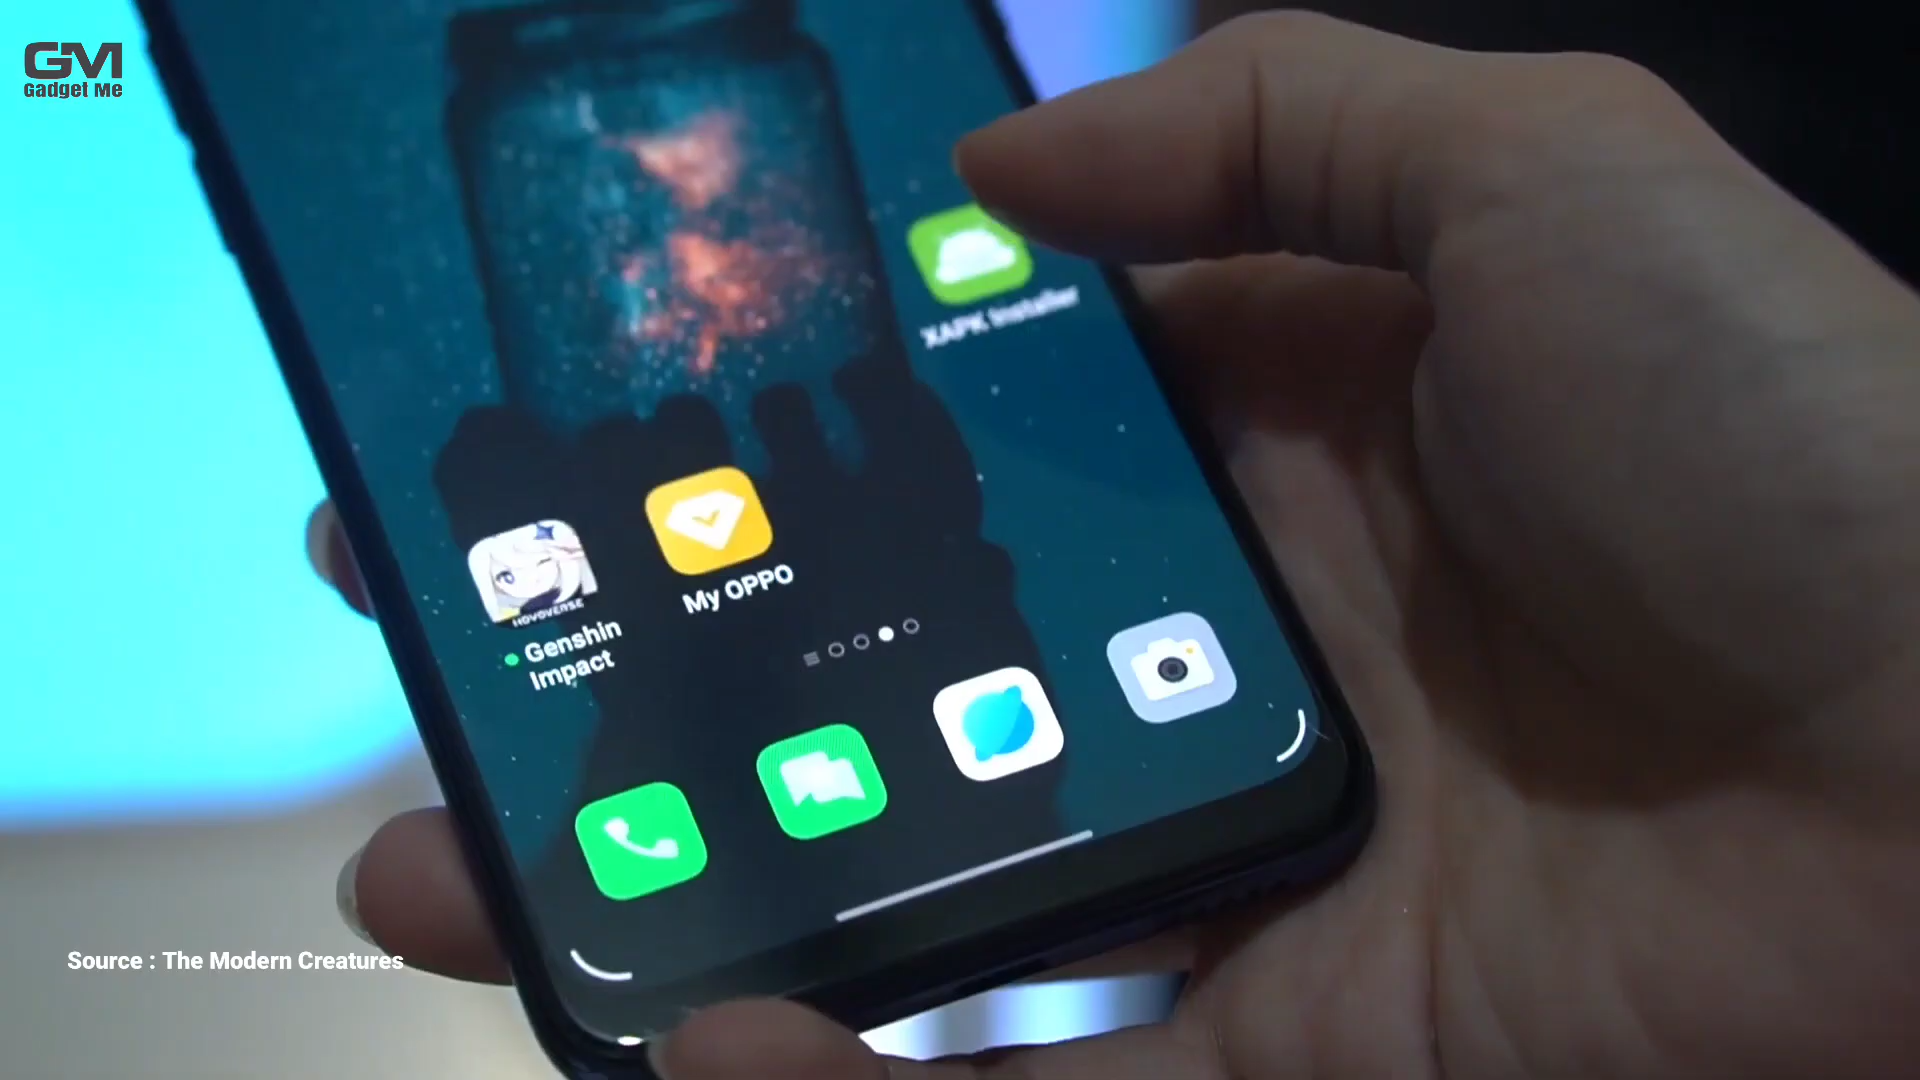 GM
Gadget Me
XAPK Installer
My OPPO
HOYOVERSE
Genshin
Impact
Source : The Modern Creatures